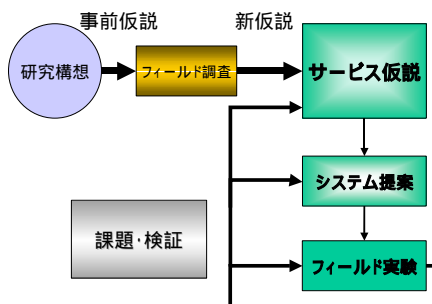 事前仮説
新仮説
研究構想
フィールド調査
サービス仮説
システム提案
課題・検証
フィールド実験